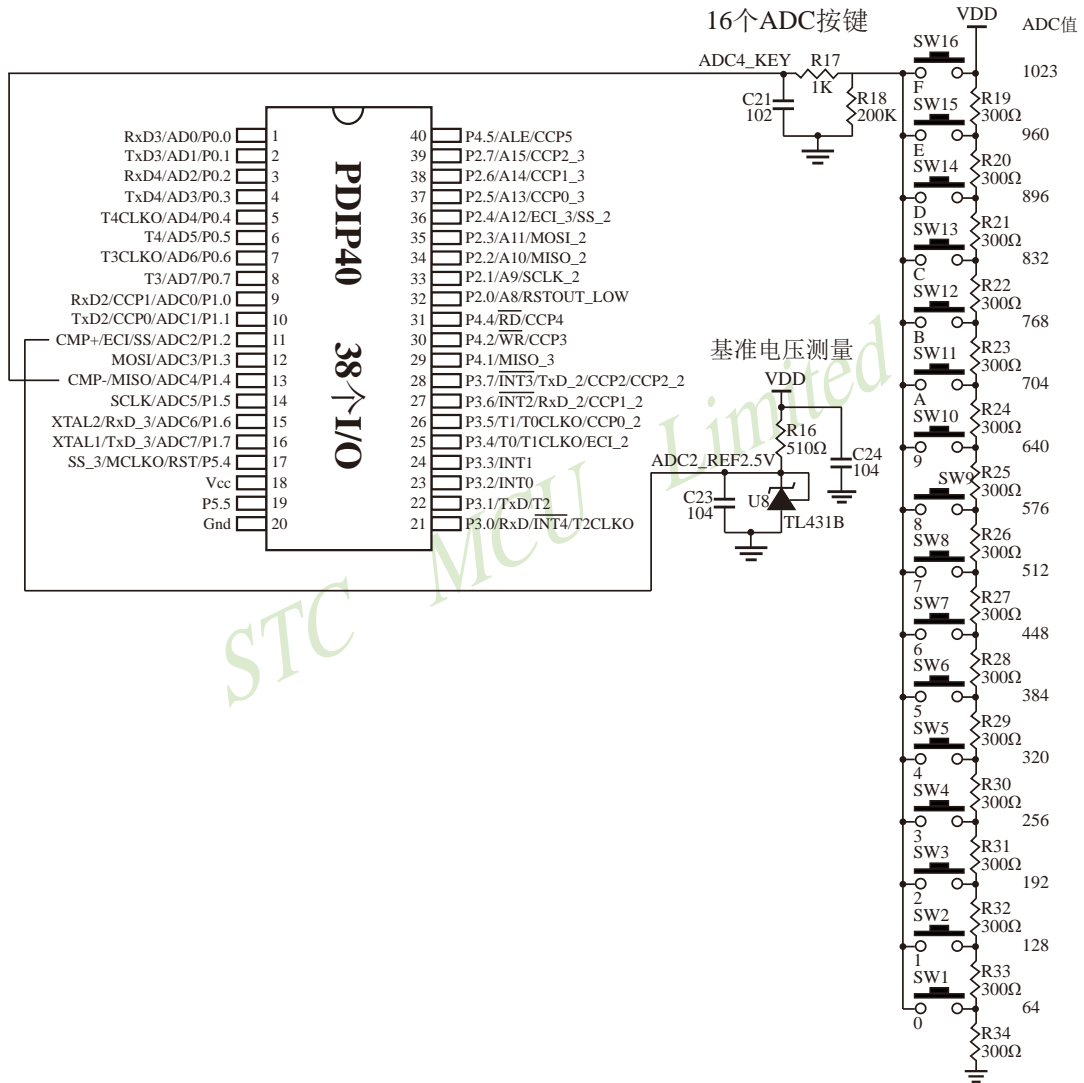 16个ADC按键
VDD
ADC值
ADC4_KEY
R17
1K
C21
102
R18
200K
SW16
F
1023
R19
300Ω
SW15
E
960
R20
300Ω
SW14
D
896
R21
300Ω
SW13
C
832
R22
300Ω
SW12
B
768
R23
300Ω
SW11
A
704
R24
300Ω
SW10
9
640
R25
300Ω
SW9
8
576
R26
300Ω
SW8
7
512
R27
300Ω
SW7
6
448
R28
300Ω
SW6
5
384
R29
300Ω
SW5
4
320
R30
300Ω
SW4
3
256
R31
300Ω
SW3
2
192
R32
300Ω
SW2
1
128
R33
300Ω
SW1
0
64
R34
300Ω
PDIP40 38个I/O
RxD3/AD0/P0.0 1
TxD3/AD1/P0.1 2
RxD4/AD2/P0.2 3
TxD4/AD3/P0.3 4
T4CLKO/AD4/P0.4 5
T4/AD5/P0.5 6
T3CLKO/AD6/P0.6 7
T3/AD7/P0.7 8
RxD2/CCP1/ADC0/P1.0 9
TxD2/CCP0/ADC1/P1.1 10
CMP+/ECI/SS/ADC2/P1.2 11
MOSI/ADC3/P1.3 12
CMP-/MISO/ADC4/P1.4 13
SCLK/ADC5/P1.5 14
XTAL2/RxD_3/ADC6/P1.6 15
XTAL1/TxD_3/ADC7/P1.7 16
SS_3/MCLKO/RST/P5.4 17
Vcc 18
P5.5 19
Gnd 20
40 P4.5/ALE/CCP5
39 P2.7/A15/CCP2_3
38 P2.6/A14/CCP1_3
37 P2.5/A13/CCP0_3
36 P2.4/A12/ECI_3/SS_2
35 P2.3/A11/MOSI_2
34 P2.2/A10/MISO_2
33 P2.1/A9/SCLK_2
32 P2.0/A8/RSTOUT_LOW
31 P4.4/RD/CCP4
30 P4.2/WR/CCP3
29 P4.1/MISO_3
28 P3.7/INT3/TxD_2/CCP2/CCP2_2
27 P3.6/INT2/RxD_2/CCP1_2
26 P3.5/T1/T0CLKO/CCP0_2
25 P3.4/T0/T1CLKO/ECI_2
24 P3.3/INT1
23 P3.2/INT0
22 P3.1/TxD/T2
21 P3.0/RxD/INT4/T2CLKO
基准电压测量
VDD
R16
510Ω
ADC2_REF2.5V
C24
104
C23
104
U8
TL431B
STC MCU Limited